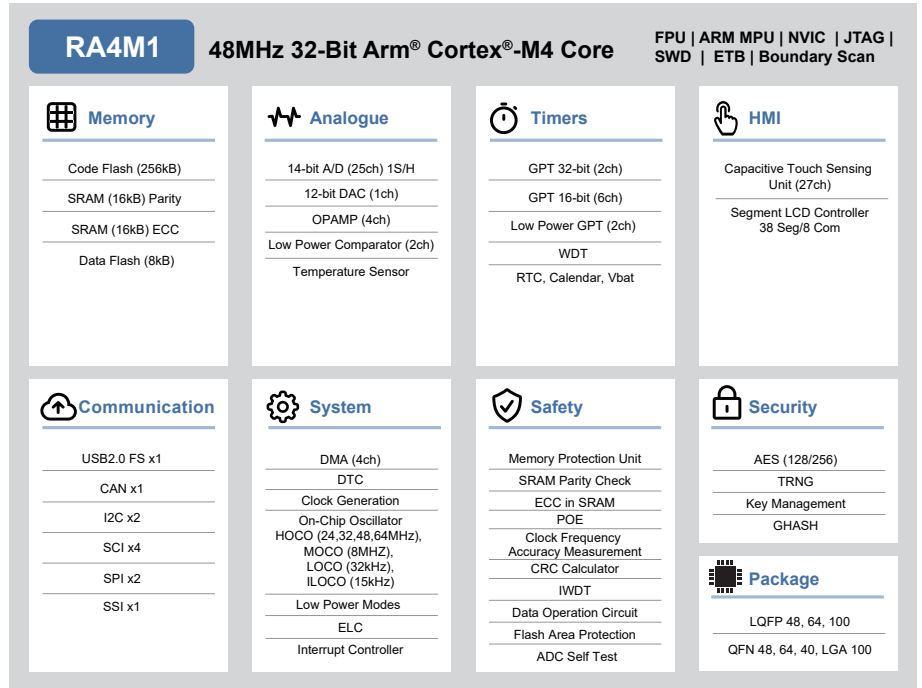 RA4M1
48MHz 32-Bit Arm® Cortex®-M4 Core
FPU | ARM MPU | NVIC | JTAG |
SWD | ETB | Boundary Scan
Memory
Code Flash (256kB)
SRAM (16kB) Parity
SRAM (16kB) ECC
Data Flash (8kB)
Analogue
14-bit A/D (25ch) 1S/H
12-bit DAC (1ch)
OPAMP (4ch)
Low Power Comparator (2ch)
Temperature Sensor
Timers
GPT 32-bit (2ch)
GPT 16-bit (6ch)
Low Power GPT (2ch)
WDT
RTC, Calendar, Vbat
HMI
Capacitive Touch Sensing
Unit (27ch)
Segment LCD Controller
38 Seg/8 Com
Communication
USB2.0 FS x1
CAN x1
I2C x2
SCI x4
SPI x2
SSI x1
System
DMA (4ch)
DTC
Clock Generation
On-Chip Oscillator
HOCO (24,32,48,64MHz),
MOCO (8MHZ),
LOCO (32kHz),
ILOCO (15kHz)
Low Power Modes
ELC
Interrupt Controller
Safety
Memory Protection Unit
SRAM Parity Check
ECC in SRAM
POE
Clock Frequency
Accuracy Measurement
CRC Calculator
IWDT
Data Operation Circuit
Flash Area Protection
ADC Self Test
Security
AES (128/256)
TRNG
Key Management
GHASH
Package
LQFP 48, 64, 100
QFN 48, 64, 40, LGA 100